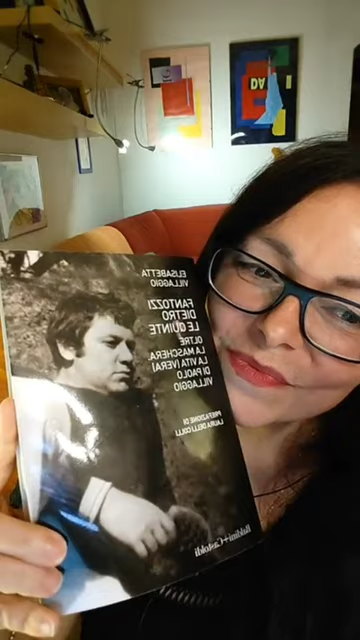 ELISABETTA
VILLAGGIO
FANTOZZI
DIETRO
LE QUINTE
OLTRE
LA MASCHERA.
LA VITA (VERA)
DI PAOLO
VILLAGGIO
PREFAZIONE DI
LAURA DELLI COLLI
Baldini+Castoldi